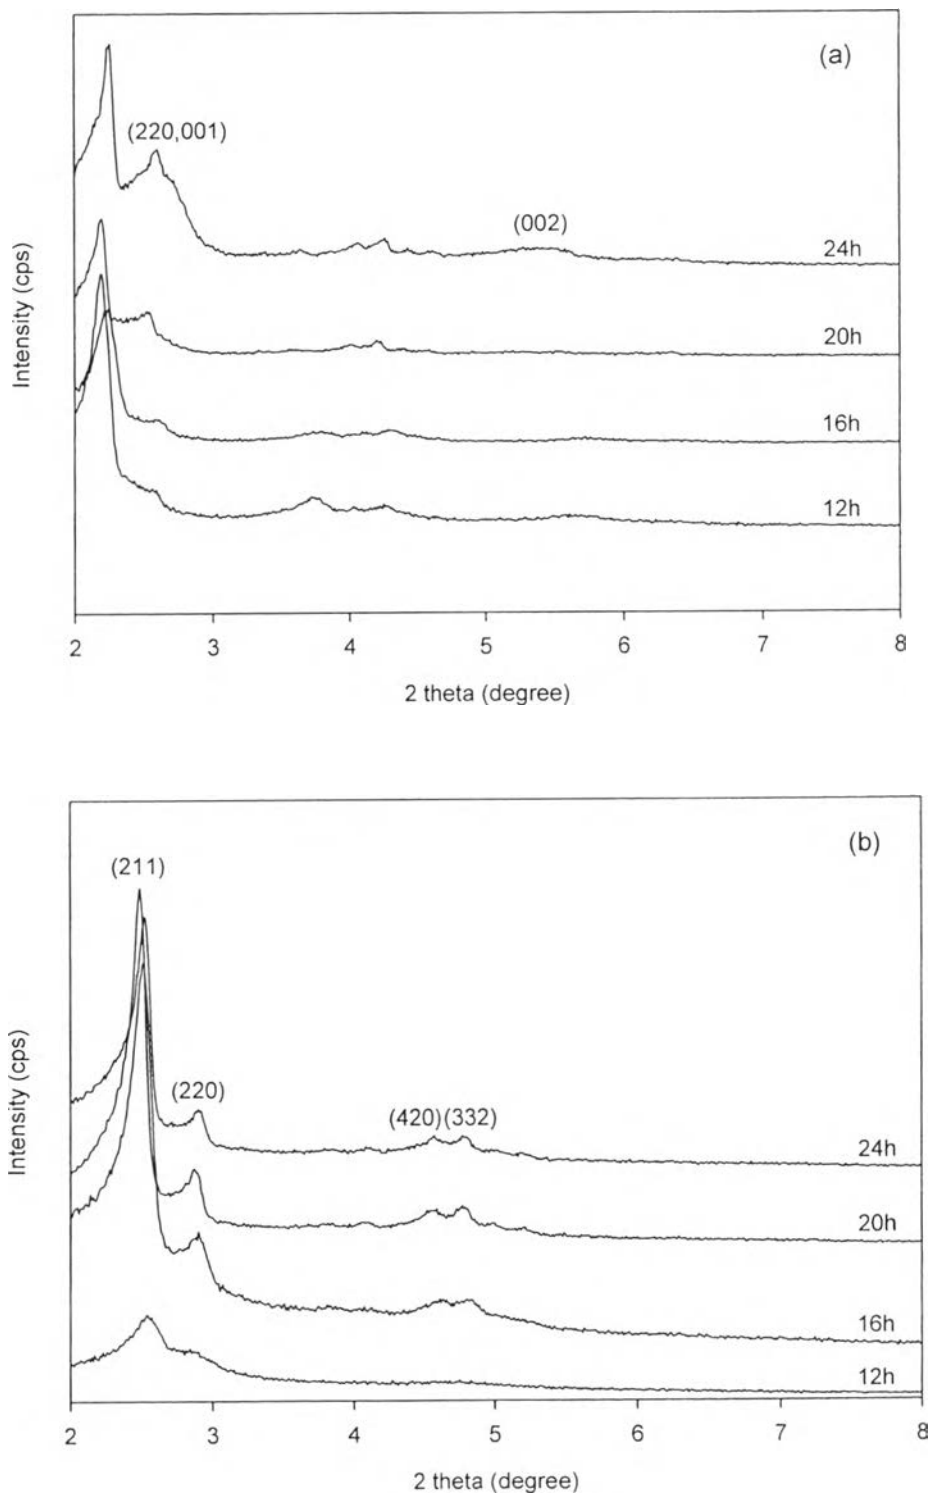 (a)
(220,001)
(002)
24h
20h
16h
12h
Intensity (cps)
2 3 4 5 6 7 8
2 theta (degree)
(b)
(211)
(220)
(420)(332)
24h
20h
16h
12h
Intensity (cps)
2 3 4 5 6 7 8
2 theta (degree)